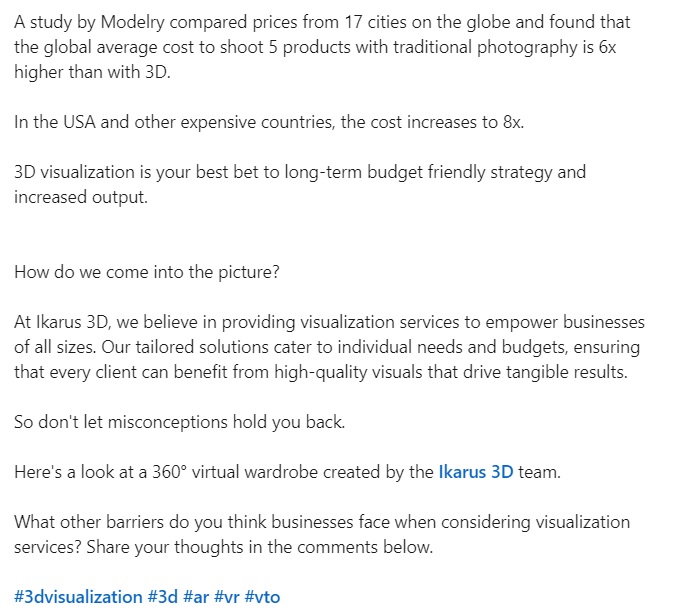 A study by Modelry compared prices from 17 cities on the globe and found that
the global average cost to shoot 5 products with traditional photography is 6x
higher than with 3D.
In the USA and other expensive countries, the cost increases to 8x.
3D visualization is your best bet to long-term budget friendly strategy and
increased output.
How do we come into the picture?
At Ikarus 3D, we believe in providing visualization services to empower businesses
of all sizes. Our tailored solutions cater to individual needs and budgets, ensuring
that every client can benefit from high-quality visuals that drive tangible results.
So don't let misconceptions hold you back.
Here's a look at a 360° virtual wardrobe created by the Ikarus 3D team.
What other barriers do you think businesses face when considering visualization
services? Share your thoughts in the comments below.
#3dvisualization #3d #ar #vr #vto